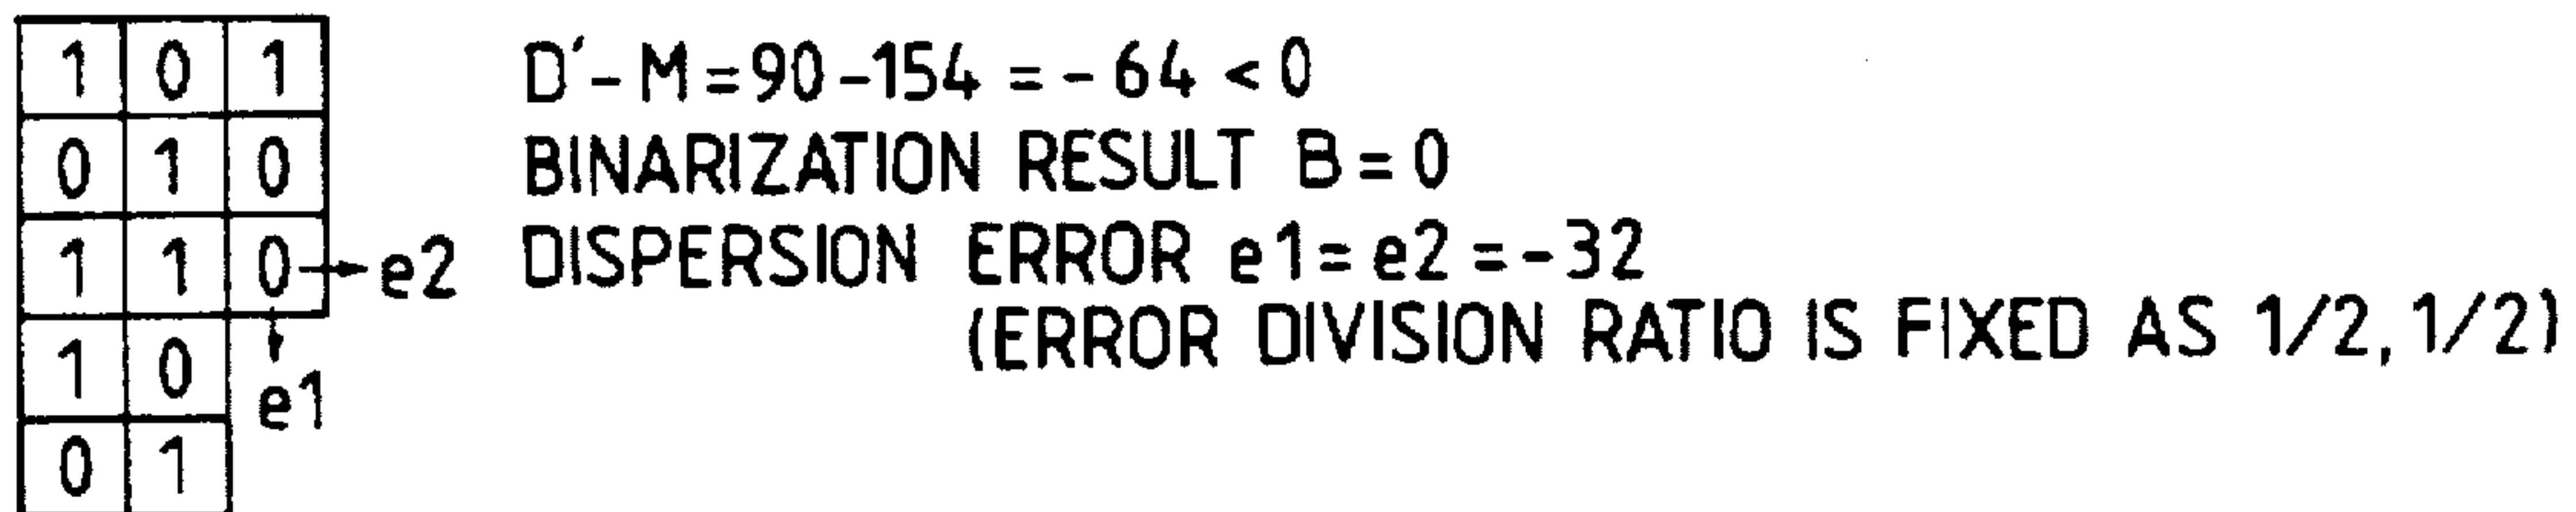 1 0 1
0 1 0
1 1 0 e2
1 0
e1
0 1
D′-M=90-154 = -64 < 0
BINARIZATION RESULT B=0
DISPERSION ERROR e1=e2=-32
(ERROR DIVISION RATIO IS FIXED AS 1/2, 1/2)